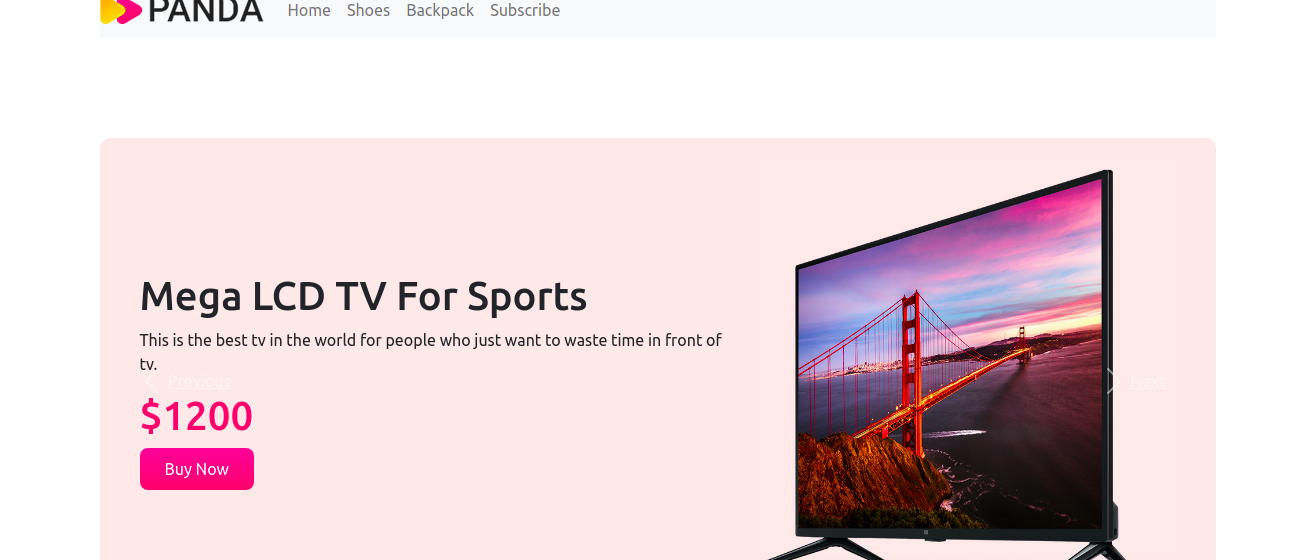 PANDA Home Shoes Backpack Subscribe
Mega LCD TV For Sports
This is the best tv in the world for people who just want to waste time in front of
tv.
Previous
Next
$1200
Buy Now